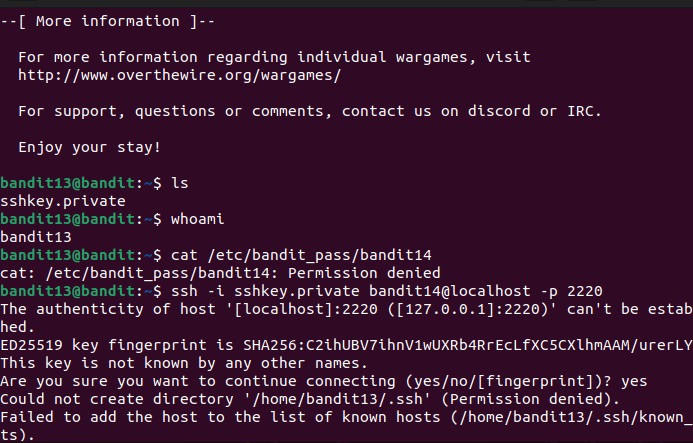 --[ More information ]--
For more information regarding individual wargames, visit
http://www.overthewire.org/wargames/
For support, questions or comments, contact us on discord or IRC.
Enjoy your stay!
bandit13@bandit:~$ ls
sshkey.private
bandit13@bandit:~$ whoami
bandit13
bandit13@bandit:~$ cat /etc/bandit_pass/bandit14
cat: /etc/bandit_pass/bandit14: Permission denied
bandit13@bandit:~$ ssh -i sshkey.private bandit14@localhost -p 2220
The authenticity of host '[localhost]:2220 ([127.0.0.1]:2220)' can't be estab
hed.
ED25519 key fingerprint is SHA256:C2ihUBV7ihnV1wUXRb4RrEcLfXC5CXlhmAAM/urerLY
This key is not known by any other names.
Are you sure you want to continue connecting (yes/no/[fingerprint])? yes
Could not create directory '/home/bandit13/.ssh' (Permission denied).
Failed to add the host to the list of known hosts (/home/bandit13/.ssh/known_
ts).